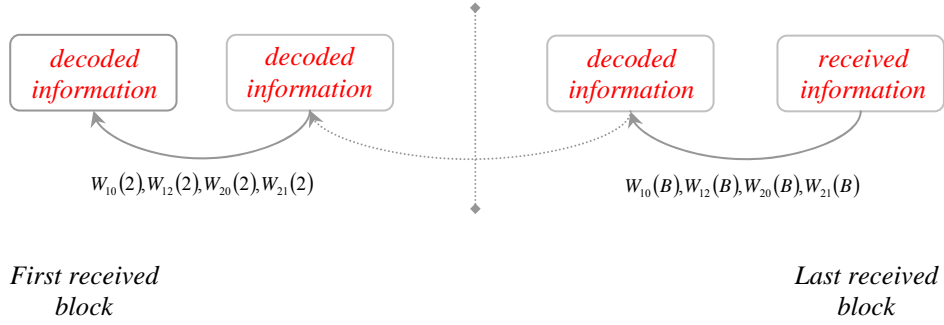 decoded
information
decoded
information
decoded
information
received
information
W₁₀(2),W₁₂(2),W₂₀(2),W₂₁(2)
W₁₀(B),W₁₂(B),W₂₀(B),W₂₁(B)
First received
block
Last received
block